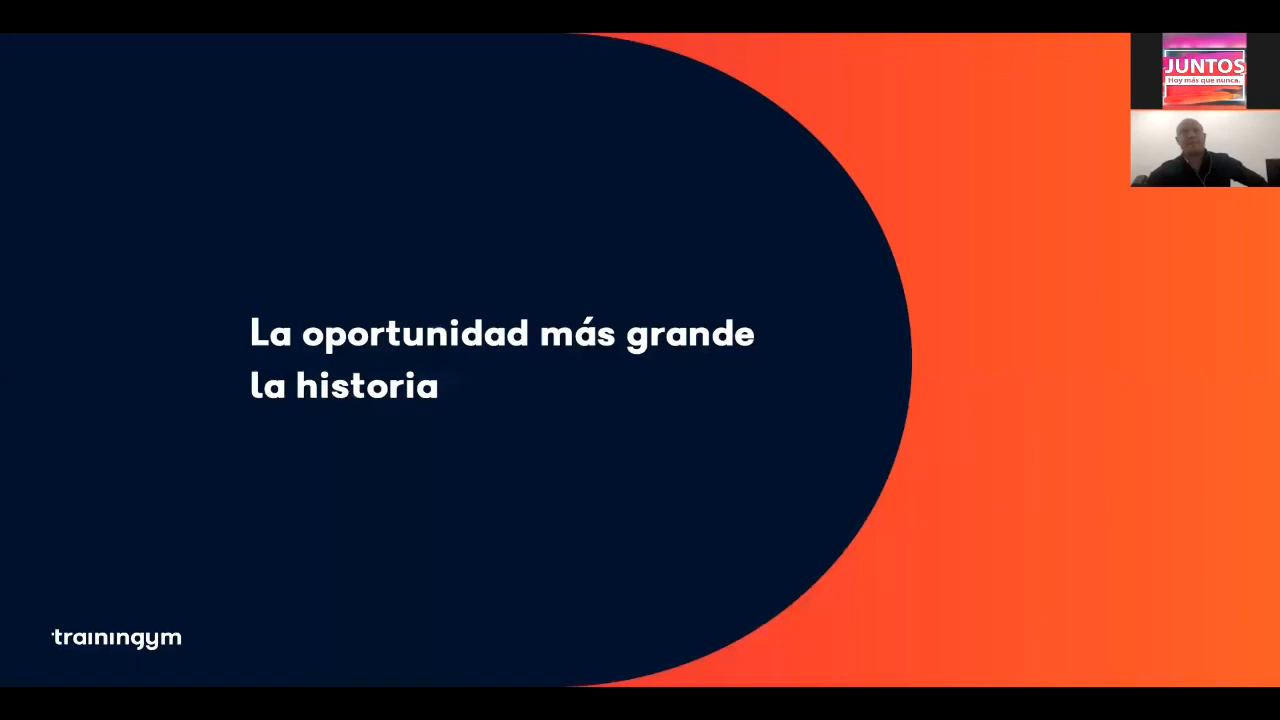 JUNTOS
Hoy más que nunca.
La oportunidad más grande
la historia
trainingym